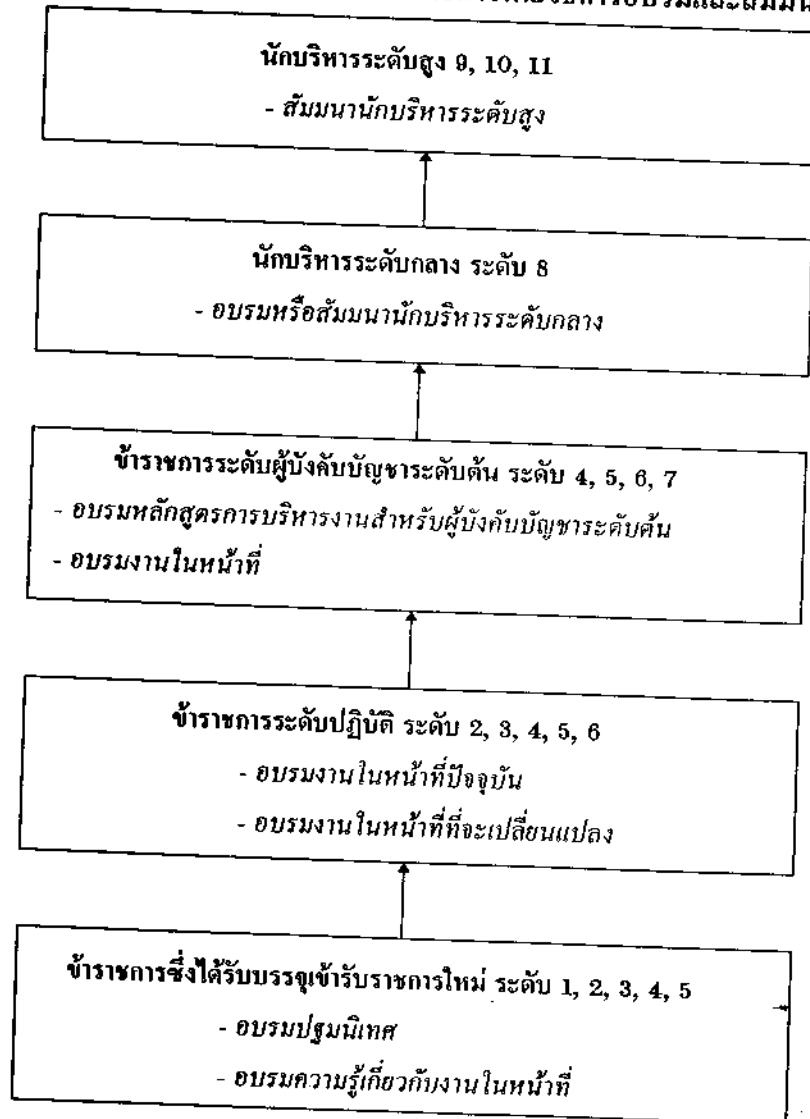 นักบริหารระดับสูง 9, 10, 11
- สัมมนานักบริหารระดับสูง
นักบริหารระดับกลาง ระดับ 8
- อบรมหรือสัมมนานักบริหารระดับกลาง
ข้าราชการระดับผู้บังคับบัญชาระดับต้น ระดับ 4, 5, 6, 7
- อบรมหลักสูตรการบริหารงานสำหรับผู้บังคับบัญชาระดับต้น
- อบรมงานในหน้าที่
ข้าราชการระดับปฏิบัติ ระดับ 2, 3, 4, 5, 6
- อบรมงานในหน้าที่ปัจจุบัน
- อบรมงานในหน้าที่ที่จะเปลี่ยนแปลง
ข้าราชการซึ่งได้รับบรรจุเข้ารับราชการใหม่ ระดับ 1, 2, 3, 4, 5
- อบรมปฐมนิเทศ
- อบรมความรู้เกี่ยวกับงานในหน้าที่